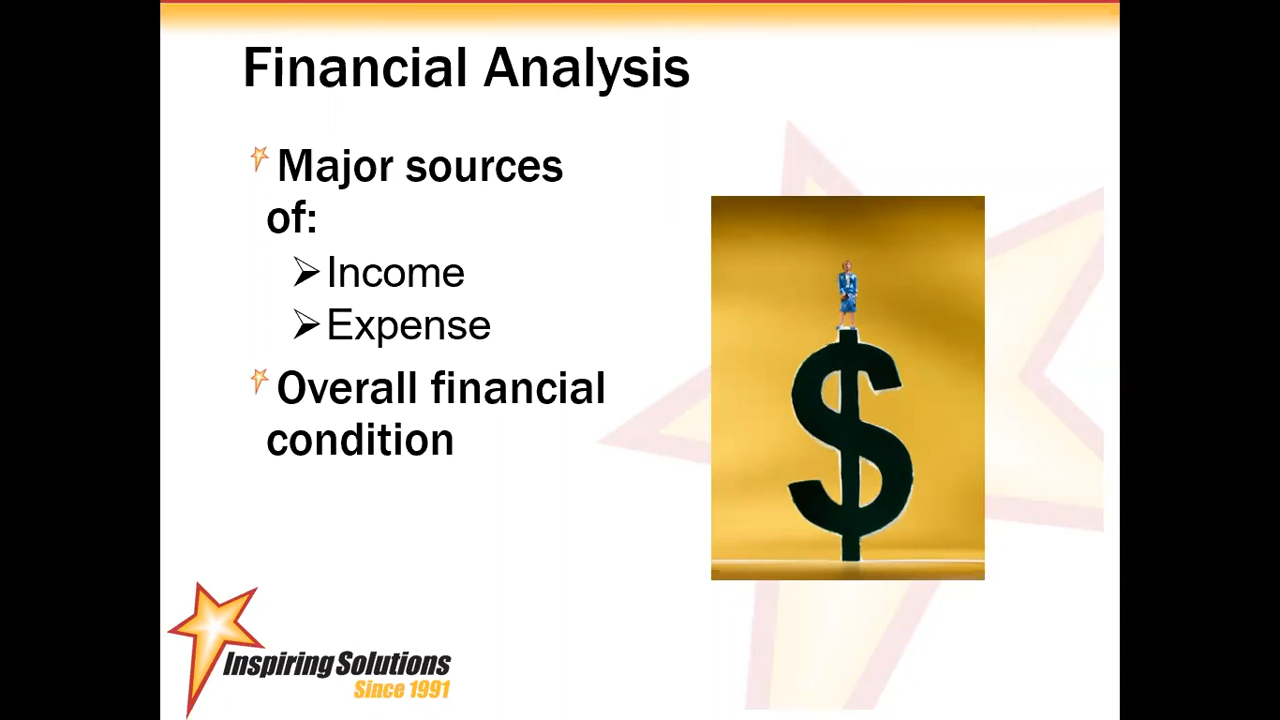 Financial Analysis
Major sources
of:
Income
Expense
Overall financial
condition
$
Inspiring Solutions
Since 1991